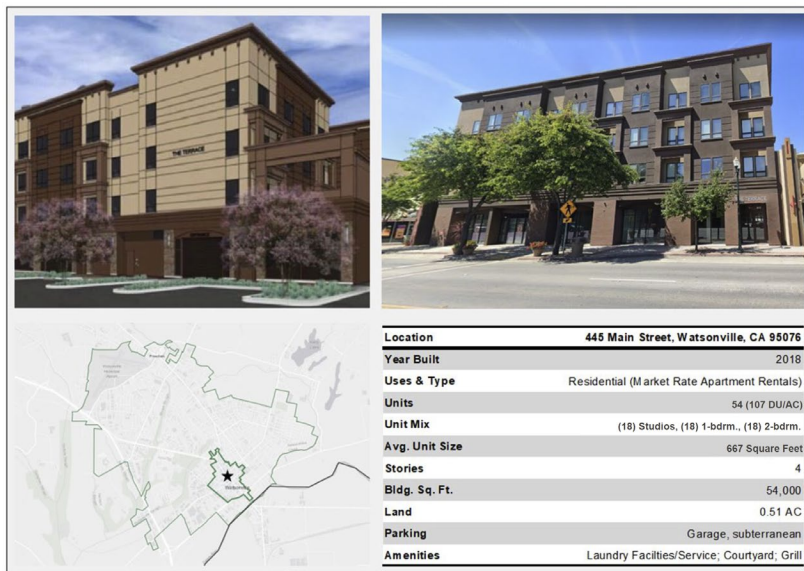 THE TERRACE
Location 445 Main Street, Watsonville, CA 95076
Year Built 2018
Uses & Type Residential (Market Rate Apartment Rentals)
Units 54 (107 DU/AC)
Unit Mix (18) Studios, (18) 1-bdrm., (18) 2-bdrm.
Avg. Unit Size 667 Square Feet
Stories 4
Bldg. Sq. Ft. 54,000
Land 0.51 AC
Parking Garage, subterranean
Amenities Laundry Facilties/Service; Courtyard; Grill